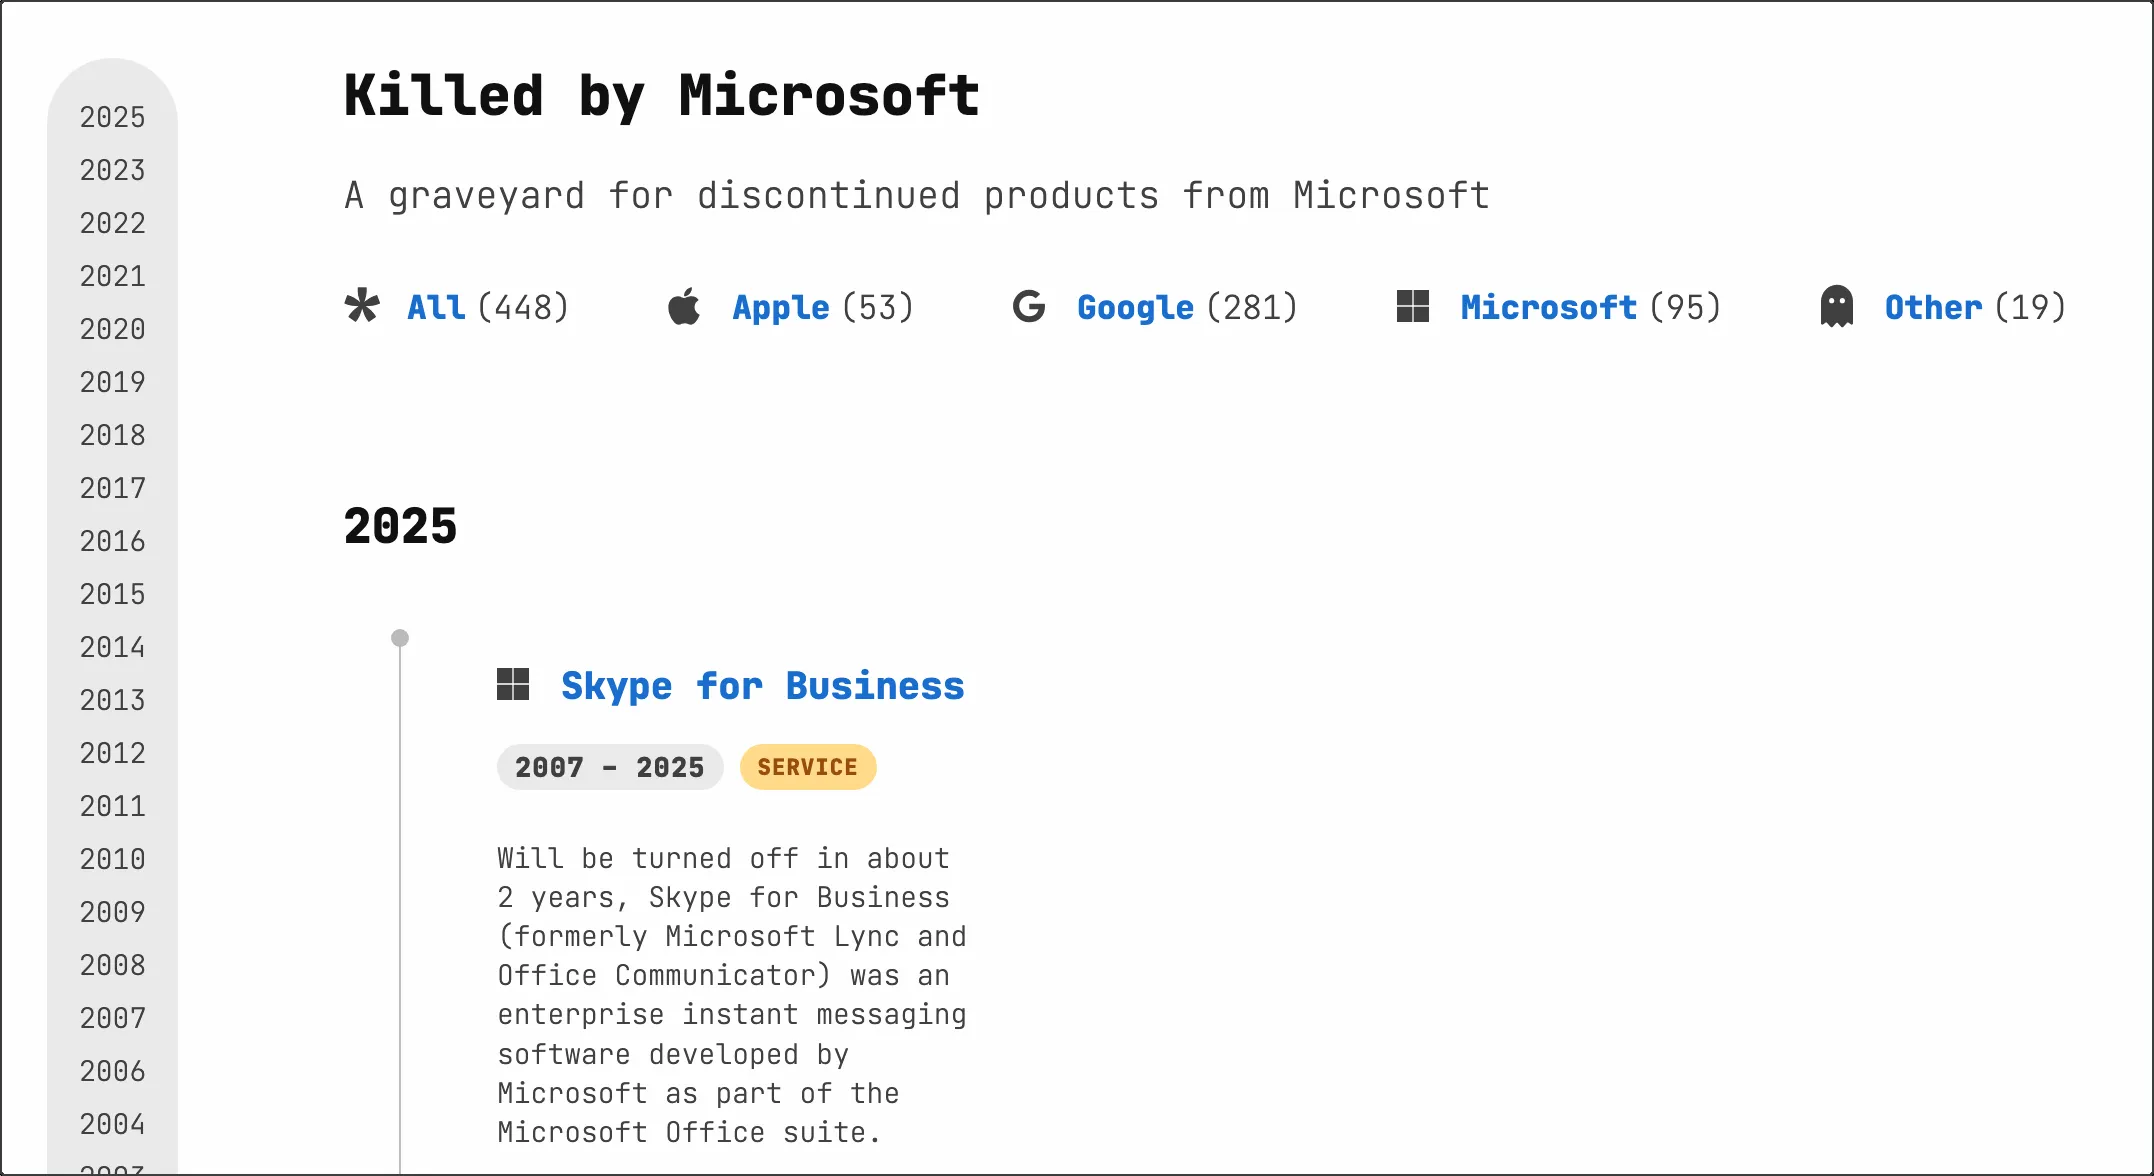 2025
2023
2022
2021
2020
2019
2018
2017
2016
2015
2014
2013
2012
2011
2010
2009
2008
2007
2006
2004
Killed by Microsoft
A graveyard for discontinued products from Microsoft
All (448) Apple (53) Google (281) Microsoft (95) Other (19)
2025
Skype for Business
2007 - 2025 SERVICE
Will be turned off in about
2 years, Skype for Business
(formerly Microsoft Lync and
Office Communicator) was an
enterprise instant messaging
software developed by
Microsoft as part of the
Microsoft Office suite.